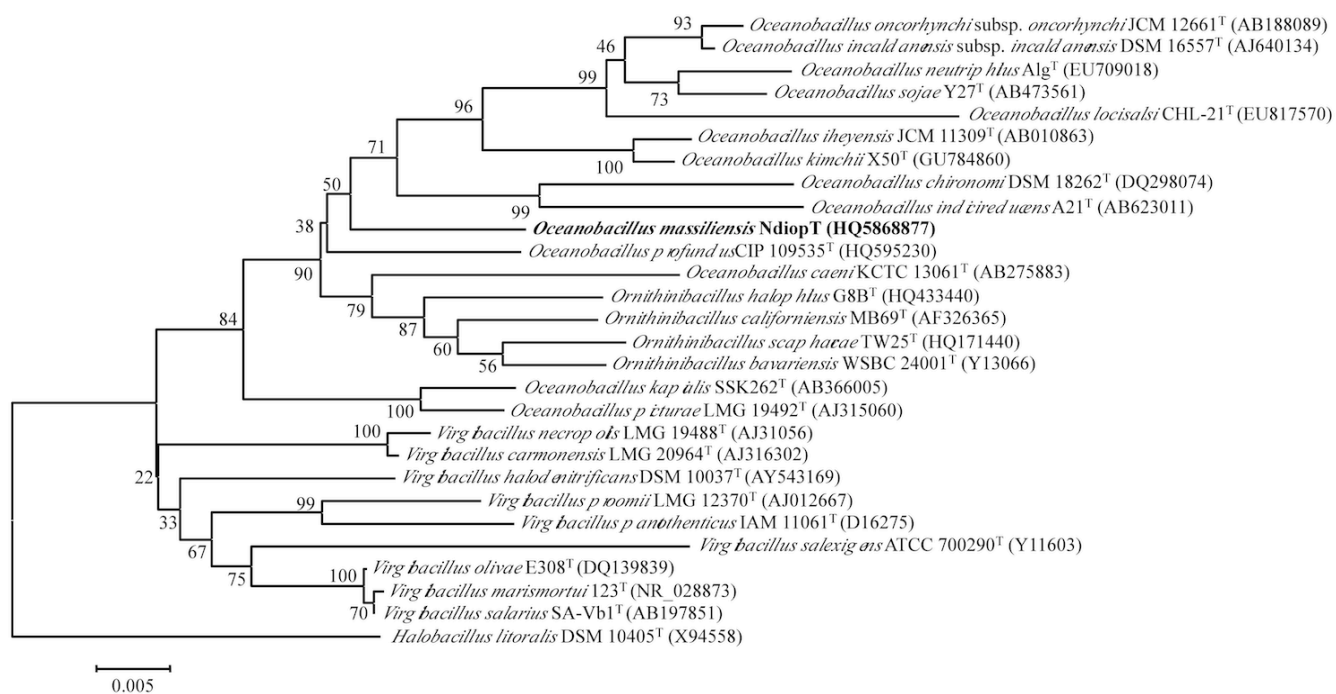 93
Oceanobacillus oncorhynchi subsp. oncorhynchi JCM 12661ᵀ (AB188089)
46
Oceanobacillus incaldanensis subsp. incaldanensis DSM 16557ᵀ (AJ640134)
99
Oceanobacillus neutriphilus AlgᵀT (EU709018)
73
Oceanobacillus sojae Y27ᵀ (AB473561)
96
Oceanobacillus locisalsi CHL-21ᵀ (EU817570)
Oceanobacillus iheyensis JCM 11309ᵀ (AB010863)
71
100
Oceanobacillus kimchii X50ᵀ (GU784860)
50
Oceanobacillus chironomi DSM 18262ᵀ (DQ298074)
99
Oceanobacillus indicireducens A21ᵀ (AB623011)
38
Oceanobacillus massiliensis NdiopT (HQ5868877)
Oceanobacillus profundus CIP 109535ᵀ (HQ595230)
90
Oceanobacillus caeni KCTC 13061ᵀ (AB275883)
79
Ornithinibacillus halophilus G8Bᵀ (HQ433440)
84
87
Ornithinibacillus californiensis MB69ᵀ (AF326365)
60
Ornithinibacillus scapharcae TW25ᵀ (HQ171440)
56
Ornithinibacillus bavariensis WSBC 24001ᵀ (Y13066)
Oceanobacillus kapialis SSK262ᵀ (AB366005)
100
Oceanobacillus picturae LMG 19492ᵀ (AJ315060)
100
Virgibacillus necropolis LMG 19488ᵀ (AJ31056)
Virgibacillus carmonensis LMG 20964ᵀ (AJ316302)
22
Virgibacillus halodenitrificans DSM 10037ᵀ (AY543169)
99
Virgibacillus proomii LMG 12370ᵀ (AJ012667)
33
Virgibacillus pantothenticus IAM 11061ᵀ (D16275)
67
Virgibacillus salexigens ATCC 700290ᵀ (Y11603)
75
100
Virgibacillus olivae E308ᵀ (DQ139839)
Virgibacillus marismortui 123ᵀ (NR_028873)
70
Virgibacillus salarius SA-Vb1ᵀ (AB197851)
Halobacillus litoralis DSM 10405ᵀ (X94558)
0.005